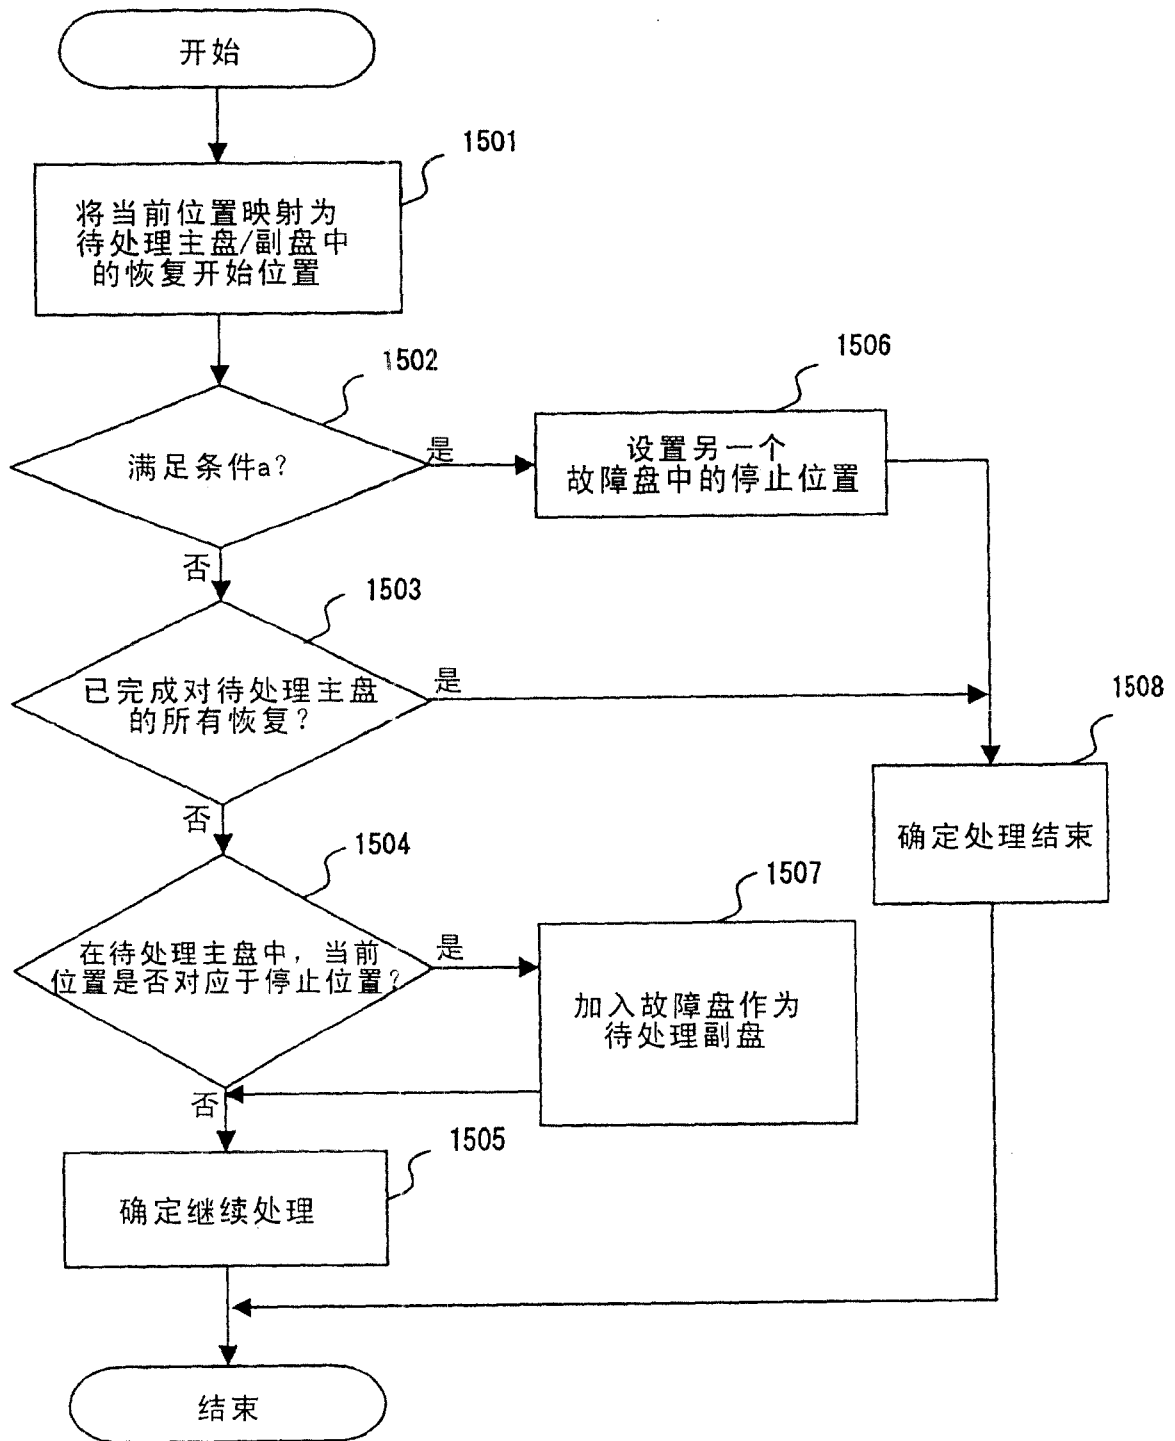 开始
1501
将当前位置映射为
待处理主盘/副盘中
的恢复开始位置
1502
满足条件a?
是
1506
设置另一个
故障盘中的停止位置
否
1503
已完成对待处理主盘
的所有恢复?
是
1508
确定处理结束
否
1504
在待处理主盘中，当前
位置是否对应于停止位置?
是
1507
加入故障盘作为
待处理副盘
否
1505
确定继续处理
结束